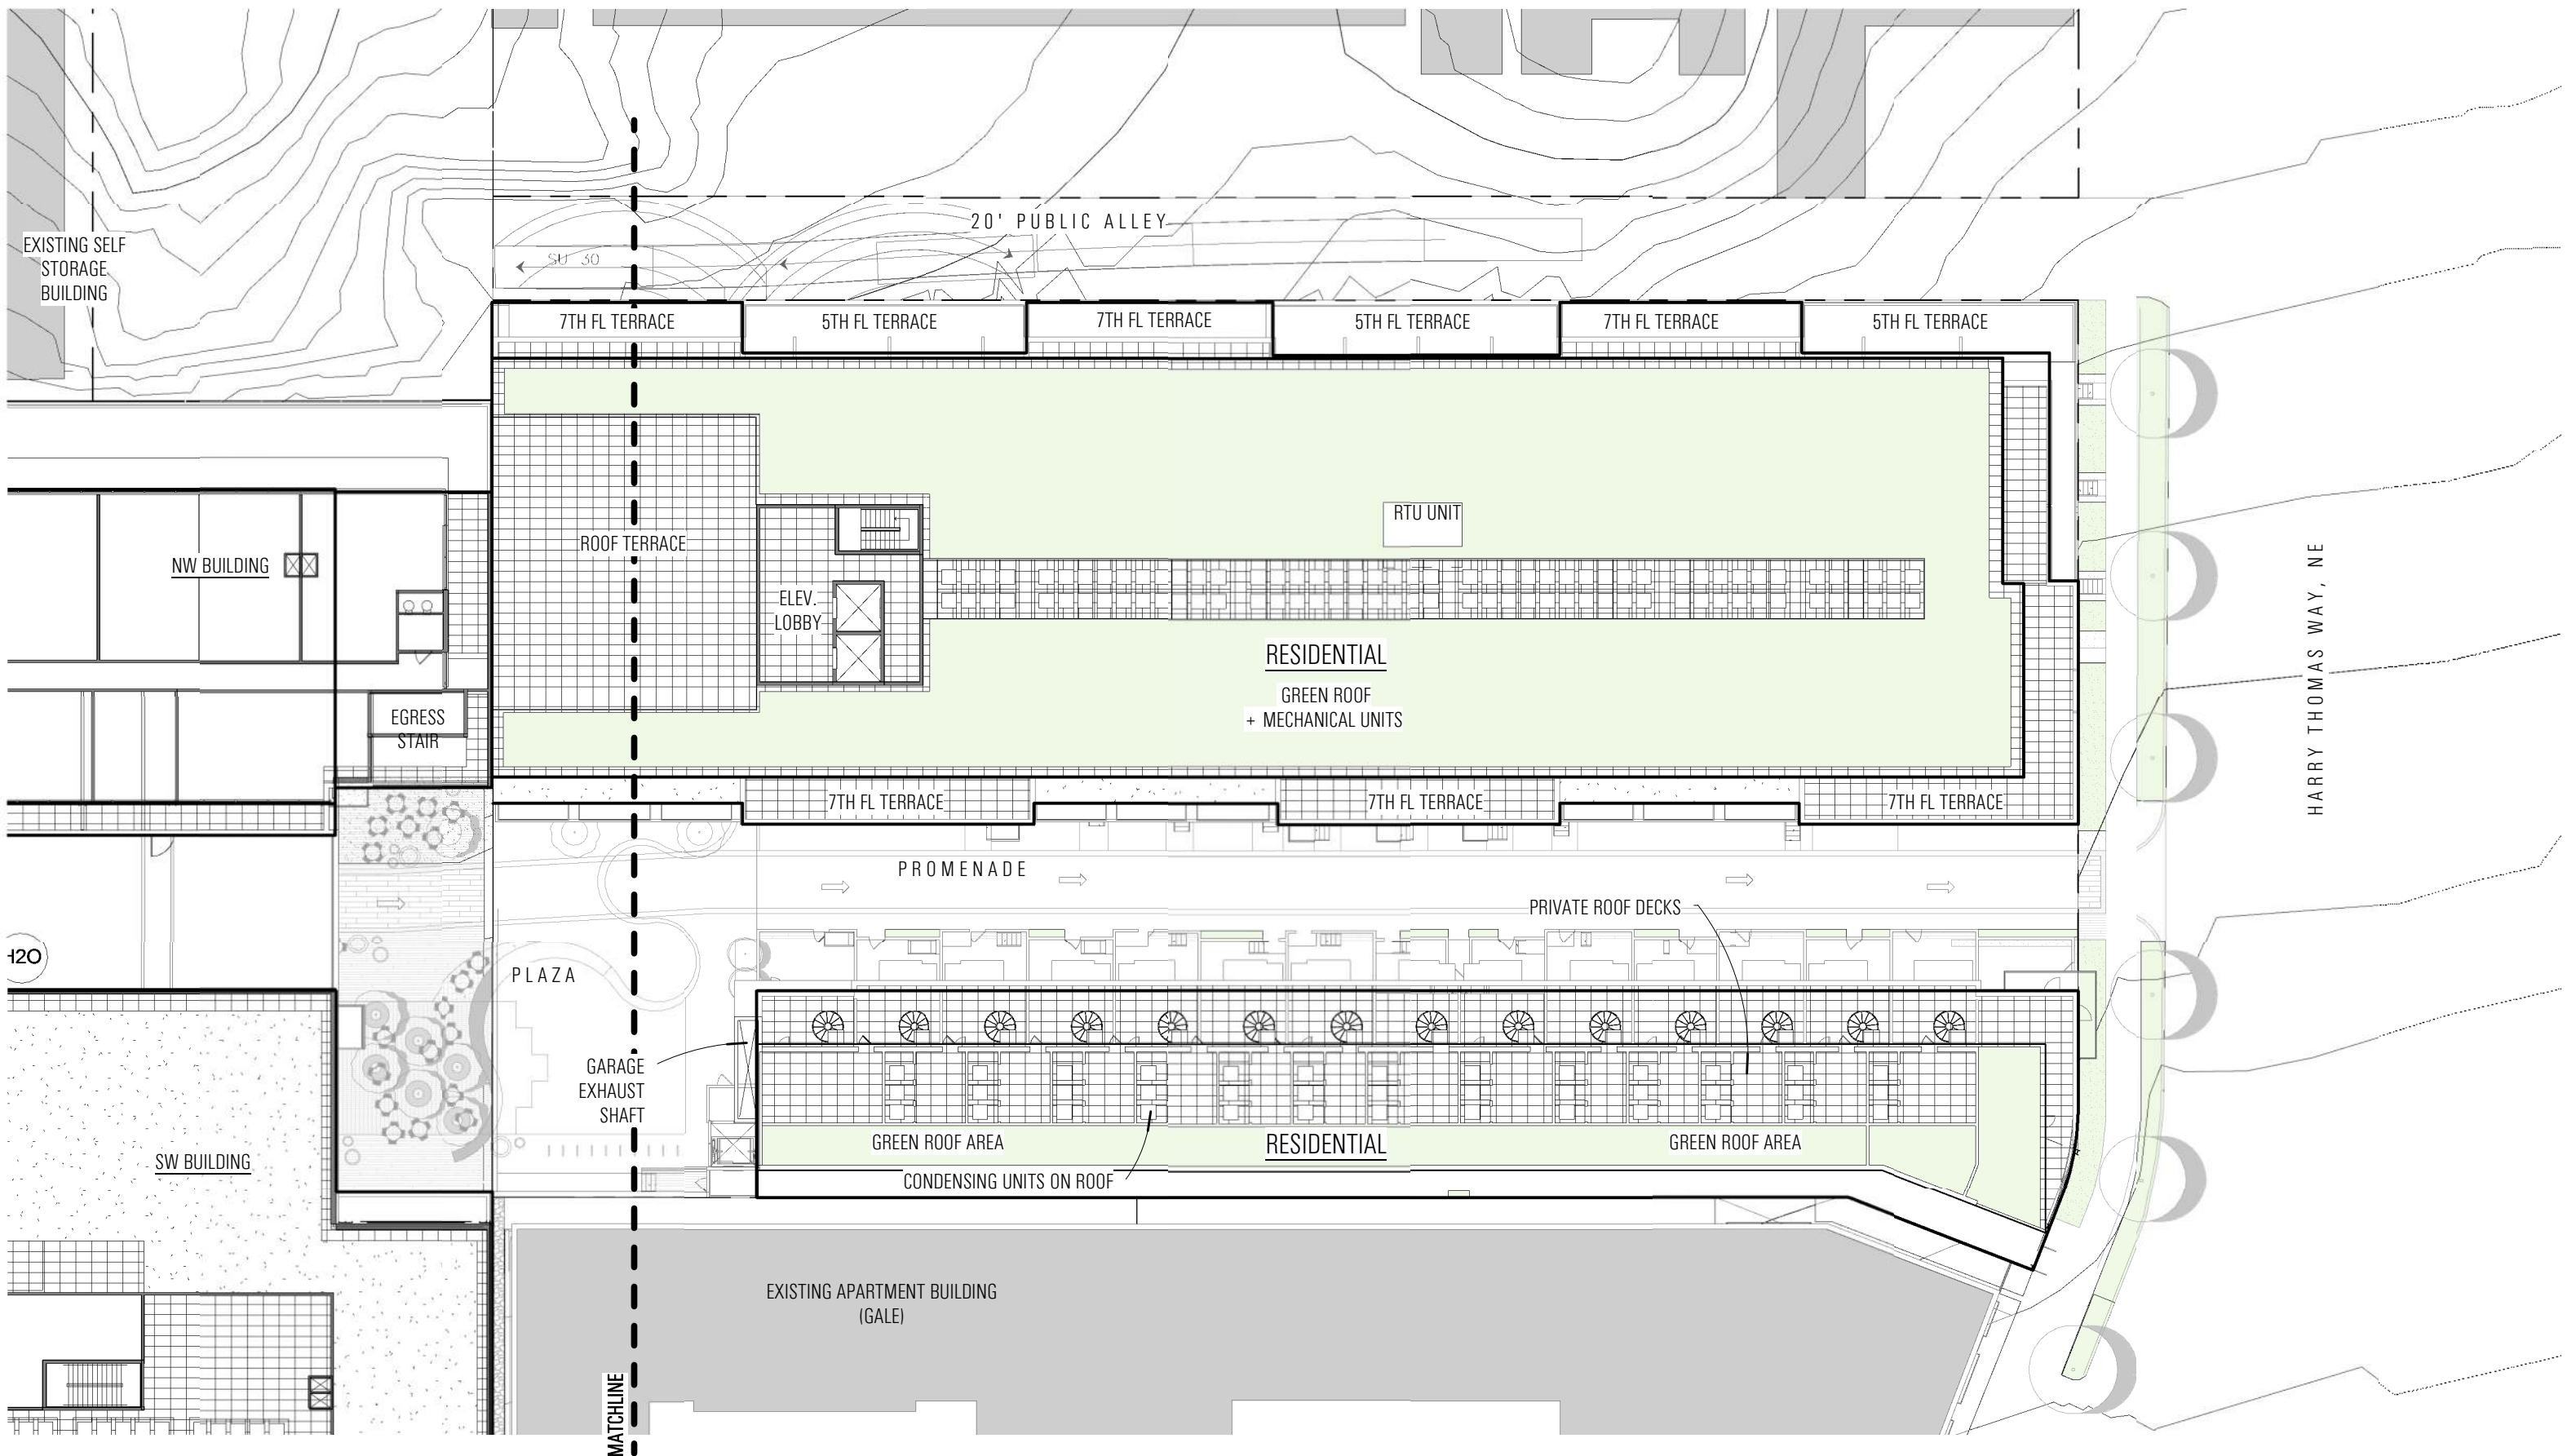 20' PUBLIC ALLEY
SU 30
EXISTING SELF
STORAGE
BUILDING
7TH FL TERRACE
5TH FL TERRACE
7TH FL TERRACE
5TH FL TERRACE
7TH FL TERRACE
5TH FL TERRACE
RTU UNIT
ROOF TERRACE
NW BUILDING
ELEV.
LOBBY
RESIDENTIAL
GREEN ROOF
+ MECHANICAL UNITS
EGRESS
STAIR
HARRY THOMAS WAY, NE
7TH FL TERRACE
7TH FL TERRACE
7TH FL TERRACE
PROMENADE
PRIVATE ROOF DECKS
H2O
PLAZA
GARAGE
EXHAUST
SHAFT
GREEN ROOF AREA
RESIDENTIAL
GREEN ROOF AREA
SW BUILDING
CONDENSING UNITS ON ROOF
EXISTING APARTMENT BUILDING
(GALE)
MATCHLINE